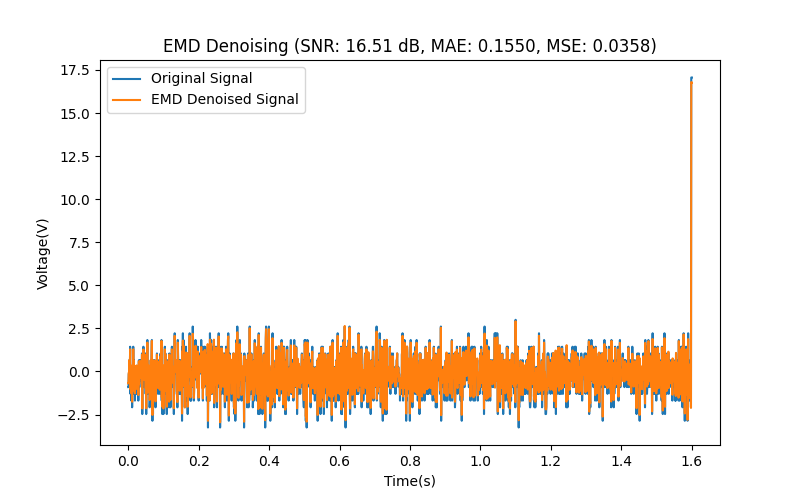 EMD Denoising (SNR: 16.51 dB, MAE: 0.1550, MSE: 0.0358)
Original Signal
EMD Denoised Signal
17.5
15.0
12.5
10.0
7.5
5.0
2.5
0.0
−2.5
Voltage(V)
0.0 0.2 0.4 0.6 0.8 1.0 1.2 1.4 1.6
Time(s)